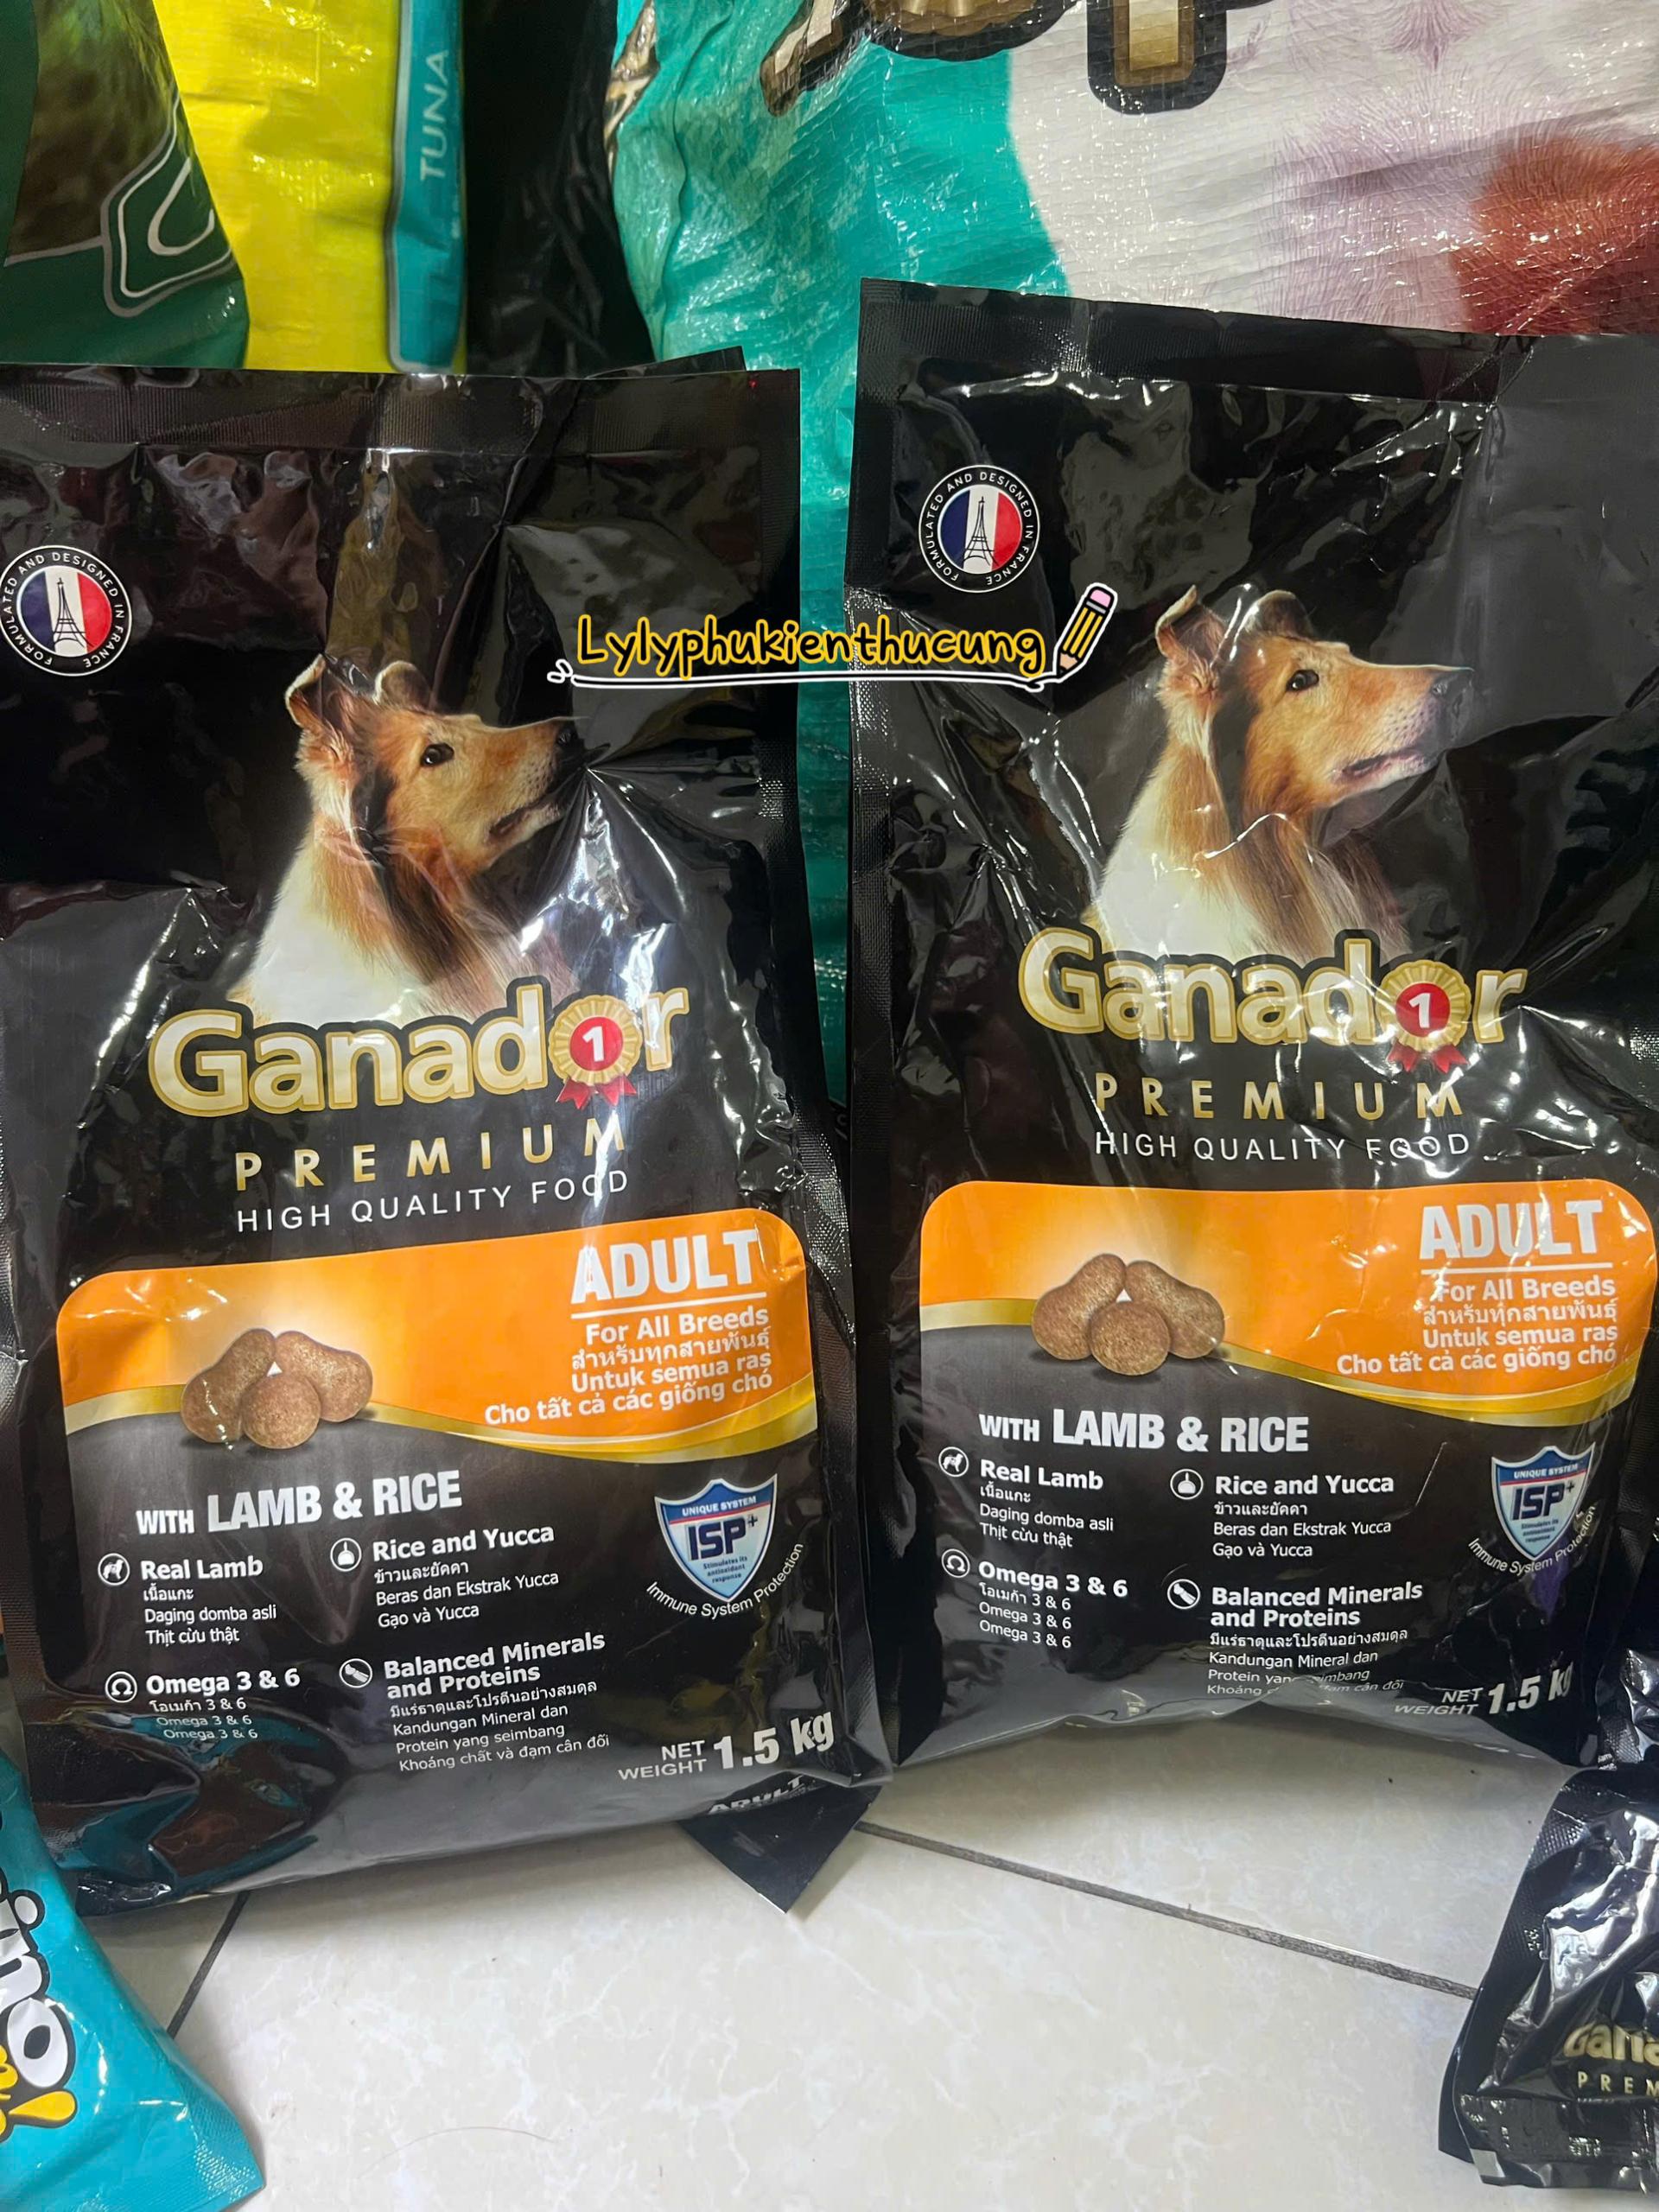 TUNA
FORMULATED AND DESIGNED IN FRANCE
FORMULATED AND DESIGNED IN FRANCE
Lylyphukienthucung
Ganador
1
PREMIUM
HIGH QUALITY FOOD
ADULT
For All Breeds
สำหรับทุกสายพันธุ์
Untuk semua ras
Cho tất cả các giống chó
WITH LAMB & RICE
Real Lamb
เนื้อแกะ
Daging domba asli
Thịt cừu thật
Rice and Yucca
ข้าวและยัคคา
Beras dan Ekstrak Yucca
Gạo và Yucca
Omega 3 & 6
โอเมก้า 3 & 6
Omega 3 & 6
Omega 3 & 6
Balanced Minerals
and Proteins
มีแร่ธาตุและโปรตีนอย่างสมดุล
Kandungan Mineral dan
Protein yang seimbang
Khoáng chất và đạm cân đối
UNIQUE SYSTEM
ISP+
Stimulates its
antioxidant
response
Immune System Protection
NET
WEIGHT 1.5 kg
ADULT
Ganador
1
PREMIUM
HIGH QUALITY FOOD
ADULT
For All Breeds
สำหรับทุกสายพันธุ์
Untuk semua ras
Cho tất cả các giống chó
WITH LAMB & RICE
Real Lamb
เนื้อแกะ
Daging domba asli
Thịt cừu thật
Rice and Yucca
ข้าวและยัคคา
Beras dan Ekstrak Yucca
Gạo và Yucca
Omega 3 & 6
โอเมก้า 3 & 6
Omega 3 & 6
Omega 3 & 6
Balanced Minerals
and Proteins
มีแร่ธาตุและโปรตีนอย่างสมดุล
Kandungan Mineral dan
Protein
Khoáng cân đối
UNIQUE SYSTEM
ISP+
Stimulates its
antioxidant
response
Immune System Protection
NET
WEIGHT 1.5 kg